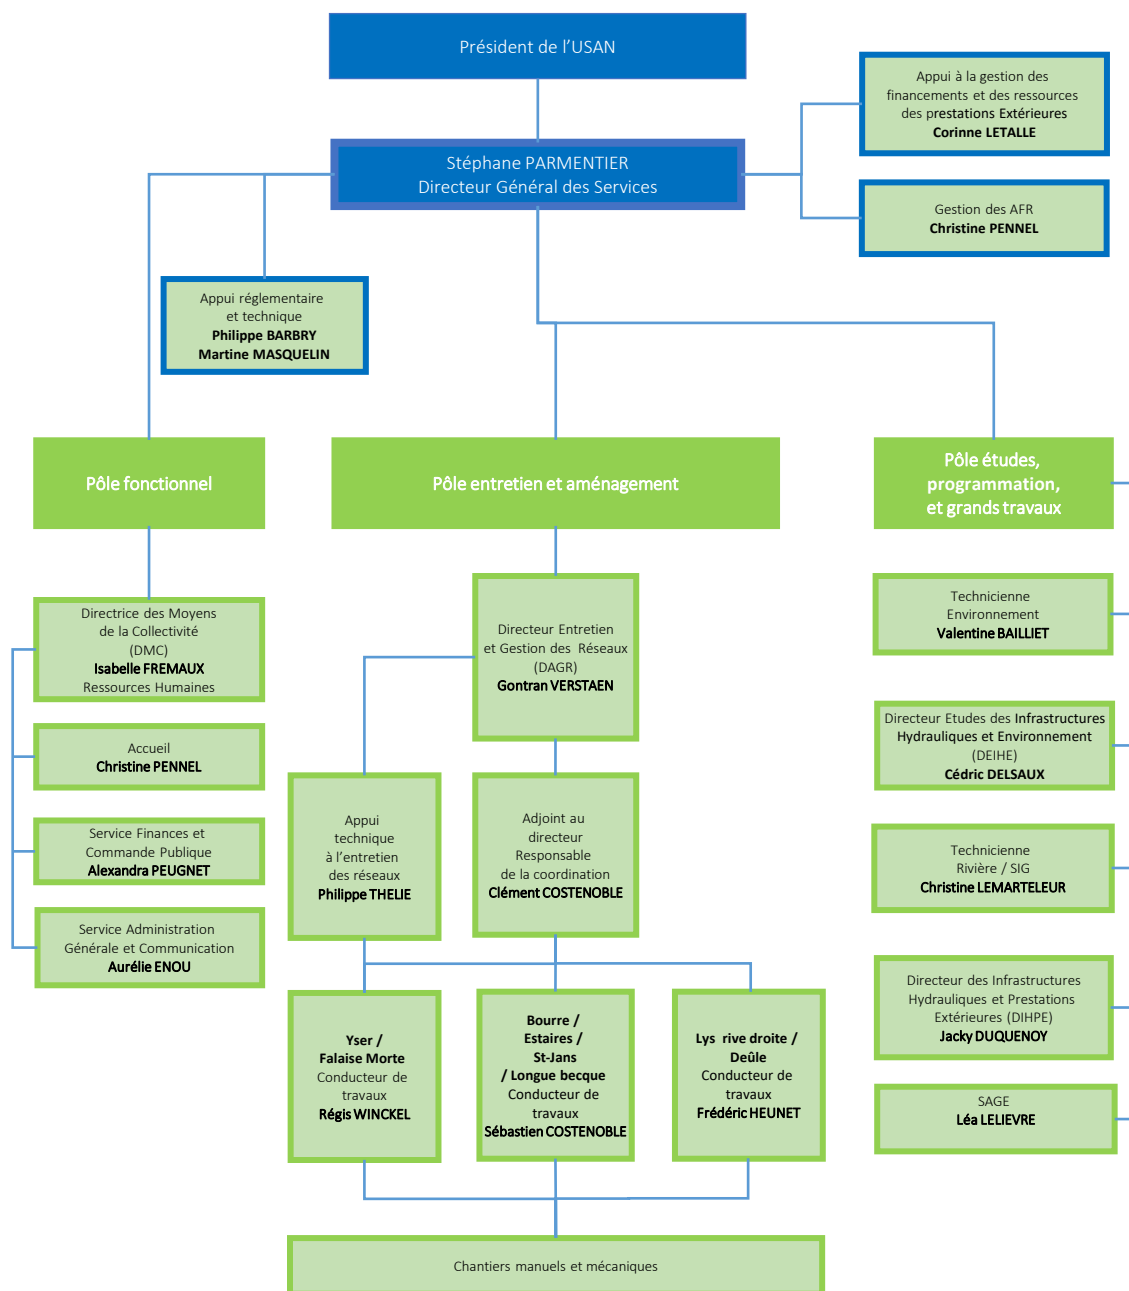 Président de l’USAN
Appui à la gestion des
financements et des ressources
des prestations Extérieures
Corinne LETALLE
Stéphane PARMENTIER
Directeur Général des Services
Gestion des AFR
Christine PENNEL
Appui réglementaire
et technique
Philippe BARBRY
Martine MASQUELIN
Pôle fonctionnel
Pôle entretien et aménagement
Pôle études,
programmation,
et grands travaux
Directrice des Moyens
de la Collectivité
(DMC)
Isabelle FREMAUX
Ressources Humaines
Accueil
Christine PENNEL
Service Finances et
Commande Publique
Alexandra PEUGNET
Service Administration
Générale et Communication
Aurélie ENOU
Directeur Entretien
et Gestion des Réseaux
(DAGR)
Gontran VERSTAEN
Appui
technique
à l’entretien
des réseaux
Philippe THELIE
Adjoint au
directeur
Responsable
de la coordination
Clément COSTENOBLE
Yser /
Falaise Morte
Conducteur de
travaux
Régis WINCKEL
Bourre /
Estaires /
St-Jans
/ Longue becque
Conducteur de
travaux
Sébastien COSTENOBLE
Lys rive droite /
Deûle
Conducteur de
travaux
Frédéric HEUNET
Chantiers manuels et mécaniques
Technicienne
Environnement
Valentine BAILLIET
Directeur Etudes des Infrastructures
Hydrauliques et Environnement
(DEIHE)
Cédric DELSAUX
Technicienne
Rivière / SIG
Christine LEMARTELEUR
Directeur des Infrastructures
Hydrauliques et Prestations
Extérieures (DIHPE)
Jacky DUQUENOY
SAGE
Léa LELIEVRE